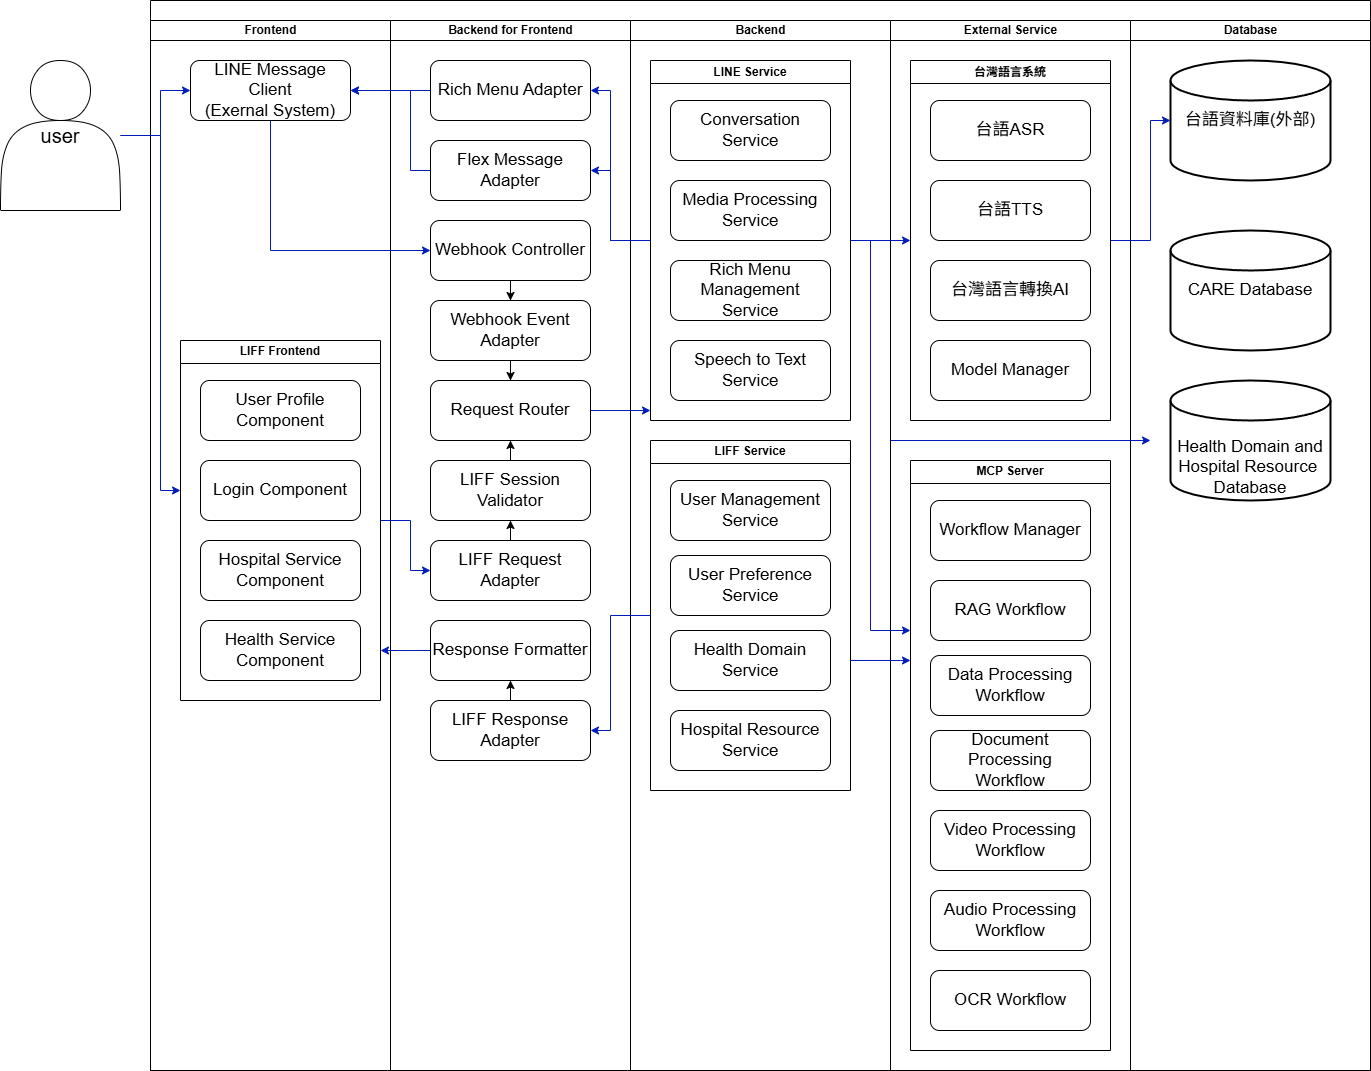 Frontend
Backend for Frontend
Backend
External Service
Database
user
LINE Message
Client
(Exernal System)
LIFF Frontend
User Profile
Component
Login Component
Hospital Service
Component
Health Service
Component
Rich Menu Adapter
Flex Message
Adapter
Webhook Controller
Webhook Event
Adapter
Request Router
LIFF Session
Validator
LIFF Request
Adapter
Response Formatter
LIFF Response
Adapter
LINE Service
Conversation
Service
Media Processing
Service
Rich Menu
Management
Service
Speech to Text
Service
LIFF Service
User Management
Service
User Preference
Service
Health Domain
Service
Hospital Resource
Service
台灣語言系統
台語ASR
台語TTS
台灣語言轉換AI
Model Manager
MCP Server
Workflow Manager
RAG Workflow
Data Processing
Workflow
Document
Processing
Workflow
Video Processing
Workflow
Audio Processing
Workflow
OCR Workflow
台語資料庫(外部)
CARE Database
Health Domain and
Hospital Resource
Database